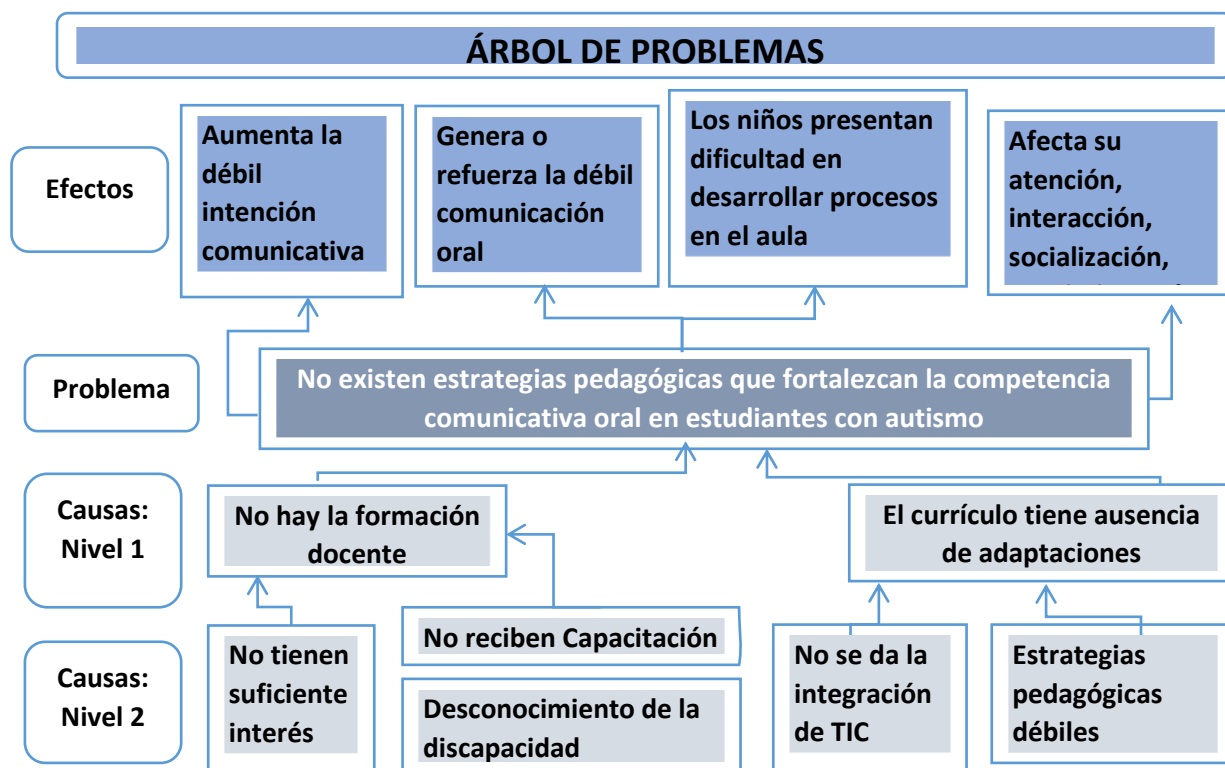 ÁRBOL DE PROBLEMAS
Efectos
Aumenta la
débil
intención
comunicativa
Genera o
refuerza la débil
comunicación
oral
Los niños presentan
dificultad en
desarrollar procesos
en el aula
Afecta su
atención,
interacción,
socialización,
Problema
No existen estrategias pedagógicas que fortalezcan la competencia
comunicativa oral en estudiantes con autismo
Causas:
Nivel 1
No hay la formación
docente
El currículo tiene ausencia
de adaptaciones
Causas:
Nivel 2
No tienen
suficiente
interés
No reciben Capacitación
Desconocimiento de la
discapacidad
No se da la
integración
de TIC
Estrategias
pedagógicas
débiles